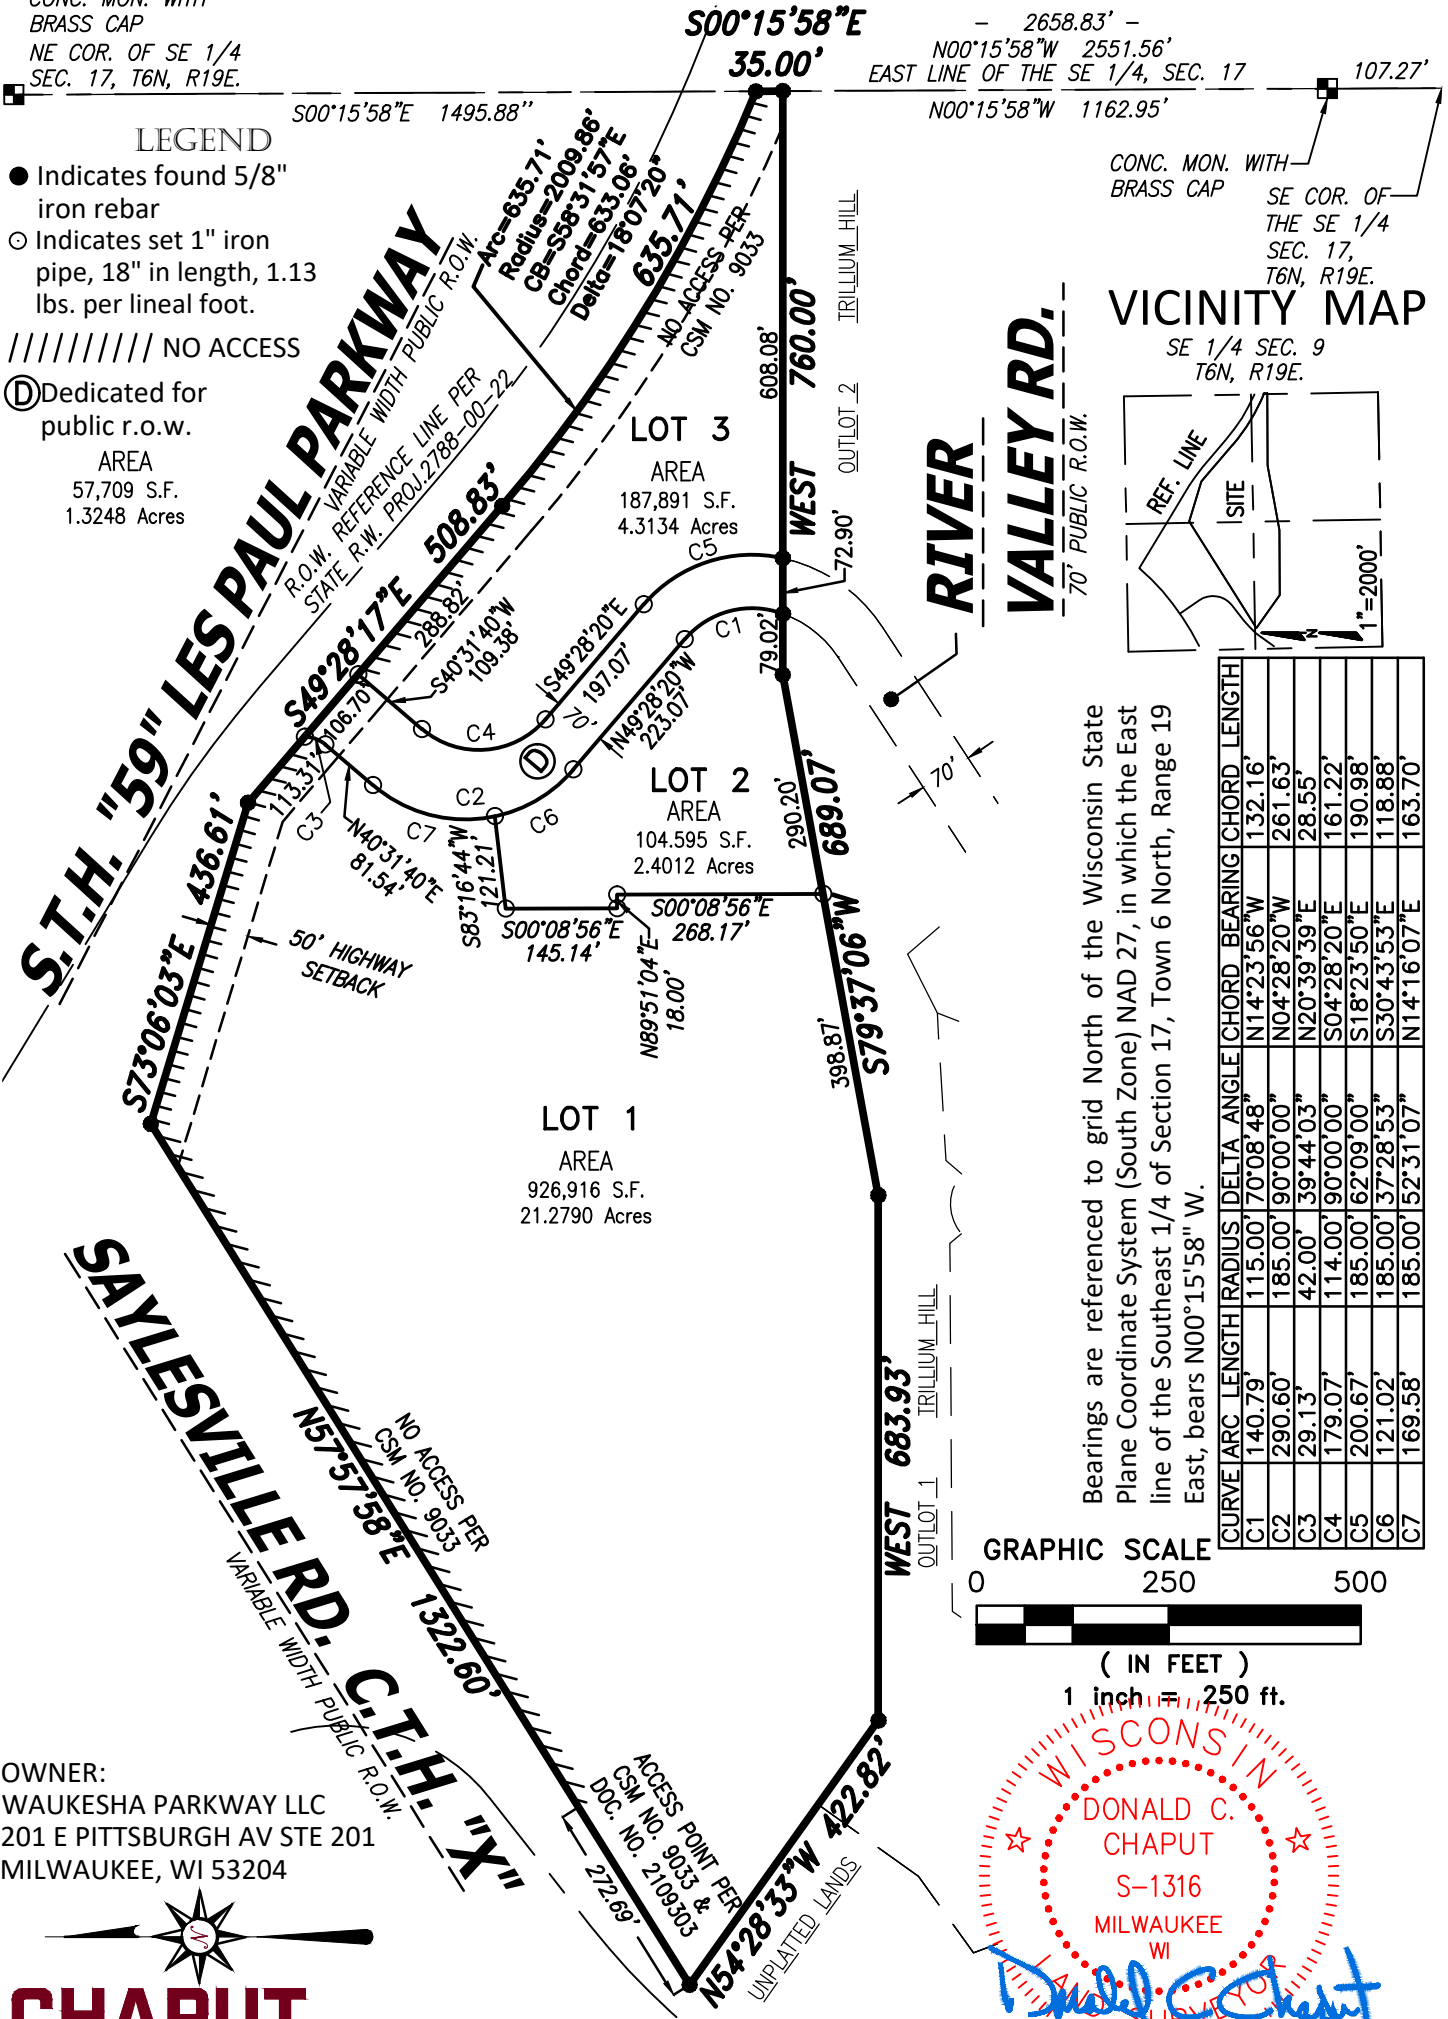 CONC. MON. WITH
BRASS CAP
NE COR. OF SE 1/4
SEC. 17, T6N, R19E.
S00°15'58"E
35.00'
- 2658.83' -
N00°15'58"W 2551.56'
EAST LINE OF THE SE 1/4, SEC. 17
107.27'
S00°15'58"E 1495.88''
N00°15'58"W 1162.95'
CONC. MON. WITH
BRASS CAP
SE COR. OF
THE SE 1/4
SEC. 17,
T6N, R19E.
LEGEND
Indicates found 5/8"
iron rebar
Indicates set 1" iron
pipe, 18" in length, 1.13
lbs. per lineal foot.
////////// NO ACCESS
D Dedicated for
public r.o.w.
AREA
57,709 S.F.
1.3248 Acres
Arc=635.71'
Radius=2009.86'
CB=S58°31'57"E
Chord=633.06'
Delta=18°07'20"
635.71'
NO ACCESS PER
CSM NO. 9033
S.T.H. "59" LES PAUL PARKWAY
VARIABLE WIDTH PUBLIC R.O.W.
R.O.W. REFERENCE LINE PER
STATE R.W. PROJ.2788-00-22
608.08'
WEST 760.00'
OUTLOT 2 TRILLIUM HILL
72.90'
79.02'
RIVER
VALLEY RD.
70' PUBLIC R.O.W.
70'
VICINITY MAP
SE 1/4 SEC. 9
T6N, R19E.
REF. LINE
SITE
N
1"=2000'
LOT 3
AREA
187,891 S.F.
4.3134 Acres
S49°28'17"E 508.83'
288.82'
106.70'
113.31'
S40°31'40"W
109.38'
S49°28'20"E
197.07'
70'
N49°28'20"W
223.07'
C5
C1
C4
D
C2
C6
C7
C3
N40°31'40"E
81.54'
S83°16'44"W
121.21'
LOT 2
AREA
104.595 S.F.
2.4012 Acres
S00°08'56"E
145.14'
S00°08'56"E
268.17'
N89°51'04"E
18.00'
290.20'
689.07'
S79°37'06"W
398.87'
S73°06'03"E 436.61'
50' HIGHWAY
SETBACK
LOT 1
AREA
926,916 S.F.
21.2790 Acres
SAYLESVILLE RD. C.T.H. "X"
VARIABLE WIDTH PUBLIC R.O.W.
N57°57'58"E 1322.60'
NO ACCESS PER
CSM NO. 9033
WEST 683.93'
OUTLOT 1 TRILLIUM HILL
ACCESS POINT PER
CSM NO. 9033 &
DOC. NO. 2109303
272.69'
N54°28'33"W 422.82'
UNPLATTED LANDS
Bearings are referenced to grid North of the Wisconsin State
Plane Coordinate System (South Zone) NAD 27, in which the East
line of the Southeast 1/4 of Section 17, Town 6 North, Range 19
East, bears N00°15'58" W.
CURVE ARC LENGTH RADIUS DELTA ANGLE CHORD BEARING CHORD LENGTH
C1 140.79' 115.00' 70°08'48" N14°23'56"W 132.16'
C2 290.60' 185.00' 90°00'00" N04°28'20"W 261.63'
C3 29.13' 42.00' 39°44'03" N20°39'39"E 28.55'
C4 179.07' 114.00' 90°00'00" S04°28'20"E 161.22'
C5 200.67' 185.00' 62°09'00" S18°23'50"E 190.98'
C6 121.02' 185.00' 37°28'53" S30°43'53"E 118.88'
C7 169.58' 185.00' 52°31'07" N14°16'07"E 163.70'
GRAPHIC SCALE
0 250 500
( IN FEET )
1 inch = 250 ft.
OWNER:
WAUKESHA PARKWAY LLC
201 E PITTSBURGH AV STE 201
MILWAUKEE, WI 53204
N
CHAPUT
WISCONSIN
DONALD C.
CHAPUT
S-1316
MILWAUKEE
WI
LAND SURVEYOR
Donald C Chaput